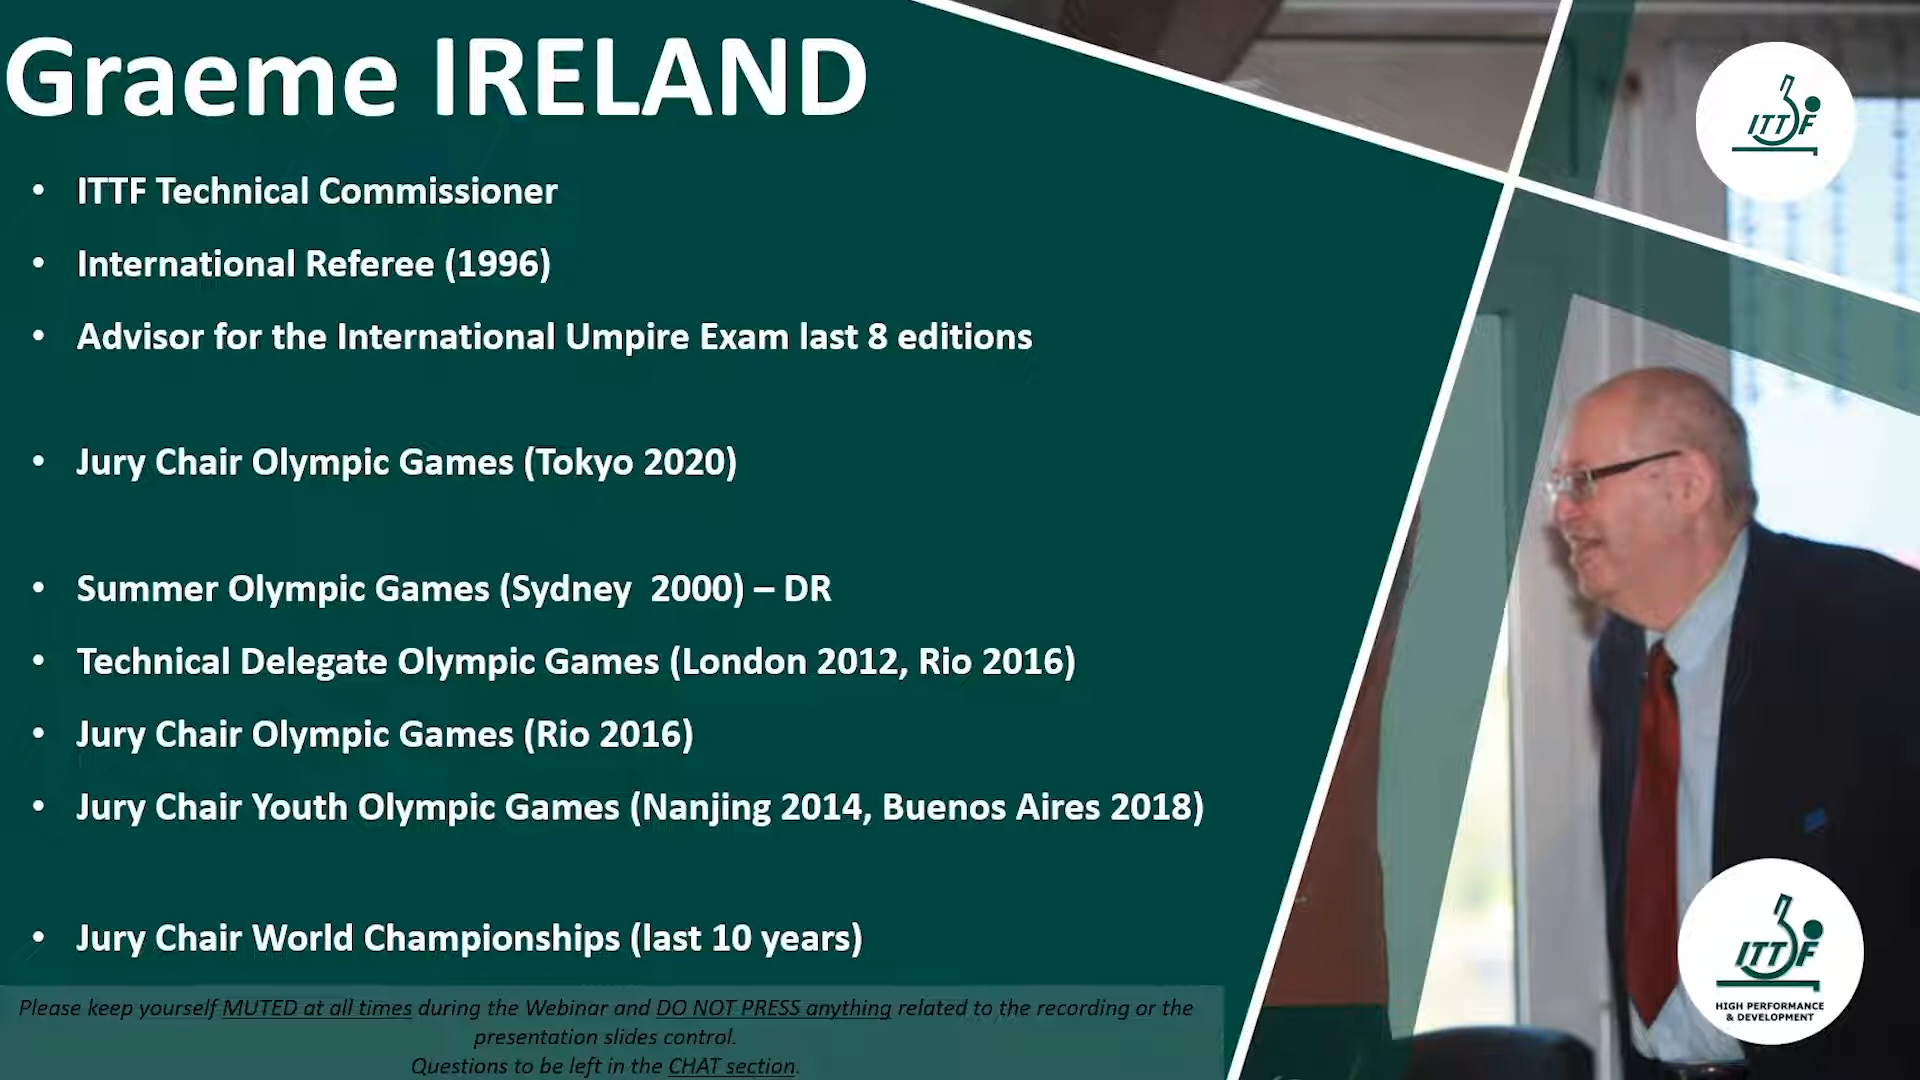 Graeme IRELAND
• ITTF Technical Commissioner
• International Referee (1996)
• Advisor for the International Umpire Exam last 8 editions
• Jury Chair Olympic Games (Tokyo 2020)
• Summer Olympic Games (Sydney  2000) – DR
• Technical Delegate Olympic Games (London 2012, Rio 2016)
• Jury Chair Olympic Games (Rio 2016)
• Jury Chair Youth Olympic Games (Nanjing 2014, Buenos Aires 2018)
• Jury Chair World Championships (last 10 years)
Please keep yourself MUTED at all times during the Webinar and DO NOT PRESS anything related to the recording or the
presentation slides control.
Questions to be left in the CHAT section.
ITTF
ITTF
HIGH PERFORMANCE
& DEVELOPMENT